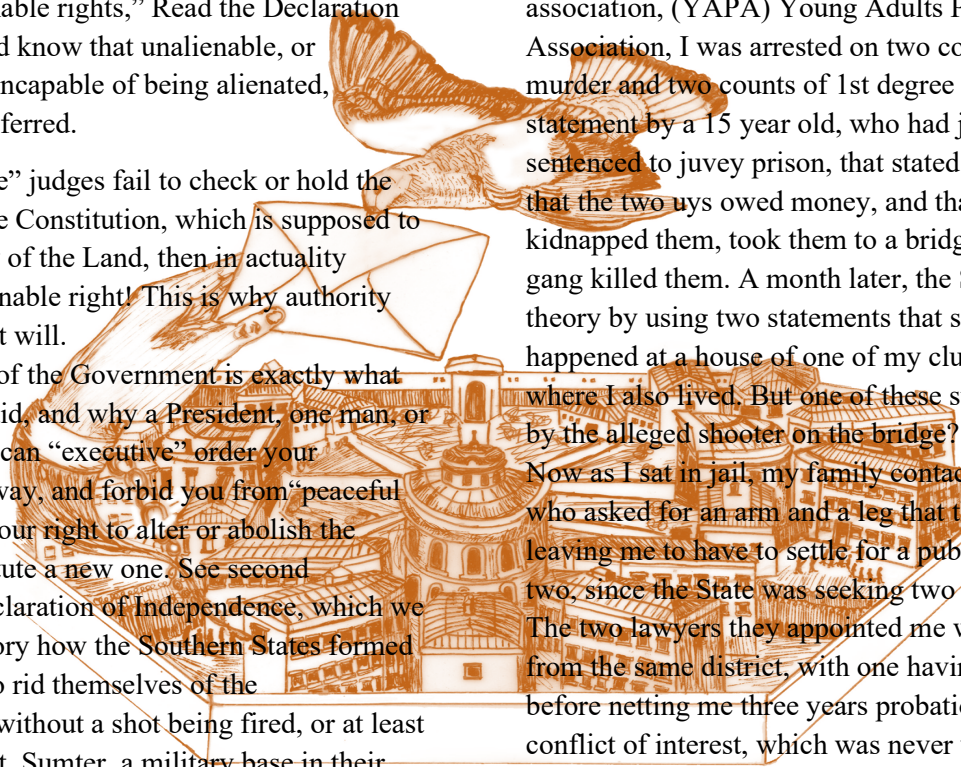 able rights,” Read the Declaration
d know that unalienable, or
ncapable of being alienated,
ferred.
e” judges fail to check or hold the
e Constitution, which is supposed to
of the Land, then in actuality
nable right! This is why authority
t will.
of the Government is exactly what
id, and why a President, one man, or
can “executive” order your
way, and forbid you from“peaceful
our right to alter or abolish the
tute a new one. See second
claration of Independence, which we
ory how the Southern States formed
o rid themselves of the
without a shot being fired, or at least
t. Sumter, a military base in their
association, (YAPA) Young Adults P
Association, I was arrested on two co
murder and two counts of 1st degree
statement by a 15 year old, who had j
sentenced to juvey prison, that stated
that the two uys owed money, and tha
kidnapped them, took them to a bridg
gang killed them. A month later, the S
theory by using two statements that s
happened at a house of one of my clu
where I also lived. But one of these s
by the alleged shooter on the bridge?
Now as I sat in jail, my family contac
who asked for an arm and a leg that t
leaving me to have to settle for a pub
two, since the State was seeking two
The two lawyers they appointed me w
from the same district, with one havin
before netting me three years probatio
conflict of interest, which was never